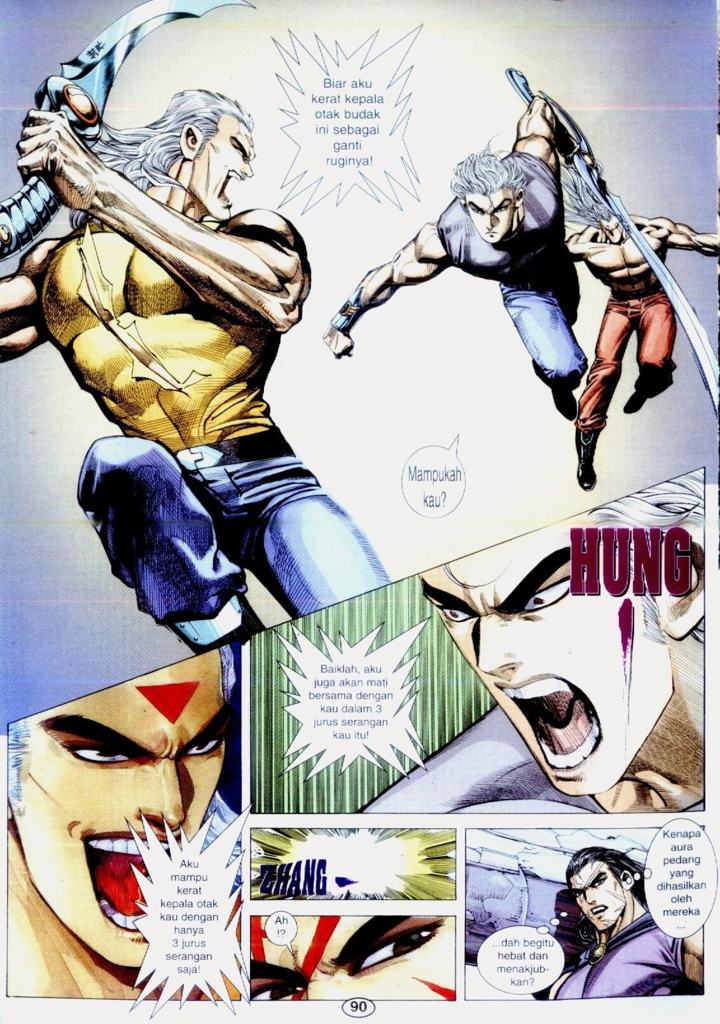 Biar aku
kerat kepala
otak budak
ini sebagai
ganti
ruginya!
Mampukah
kau?
HUNG
Baiklah, aku
juga akan mati
bersama dengan
kau dalam 3
jurus serangan
kau itu!
Aku
mampu
kerat
kepala otak
kau dengan
hanya
3 jurus
serangan
saja!
ZHANG
Ah
!?
Kenapa
aura
pedang
yang
dihasilkan
oleh
mereka
...
...dah begitu
hebat dan
menakjub-
kan?
90